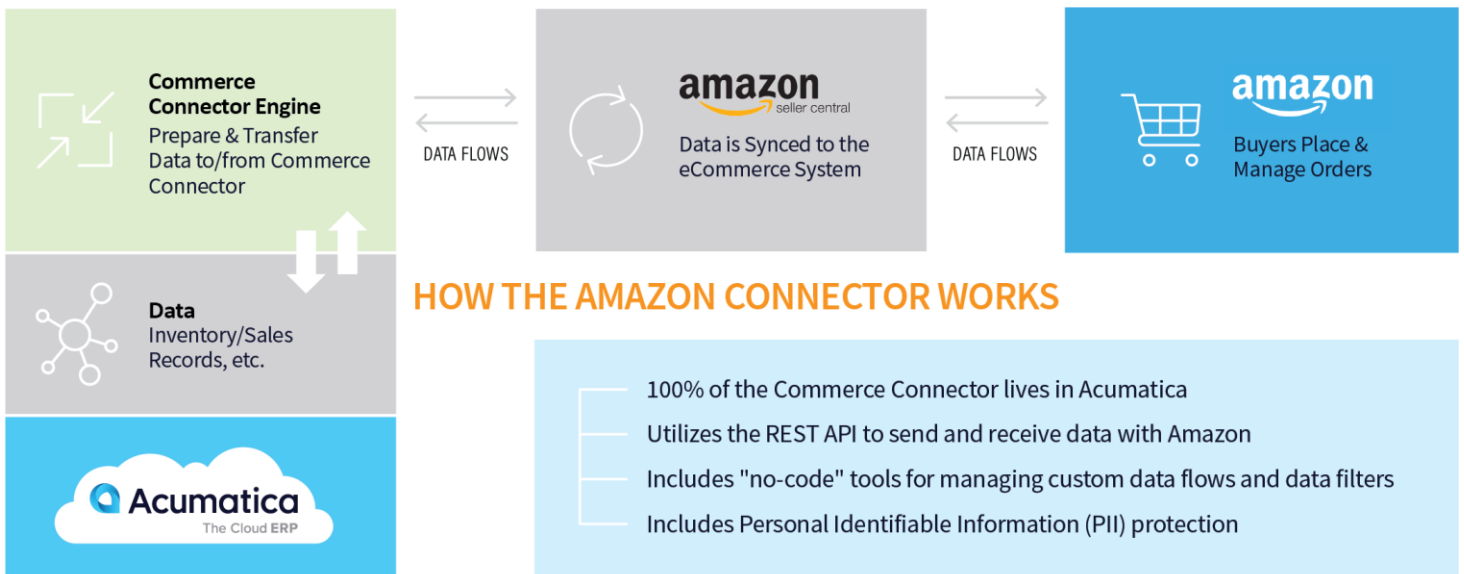 Commerce
Connector Engine
Prepare & Transfer
Data to/from Commerce
Connector
DATA FLOWS
amazon
seller central
Data is Synced to the
eCommerce System
DATA FLOWS
amazon
Buyers Place &
Manage Orders
Data
Inventory/Sales
Records, etc.
Acumatica
The Cloud ERP
HOW THE AMAZON CONNECTOR WORKS
100% of the Commerce Connector lives in Acumatica
Utilizes the REST API to send and receive data with Amazon
Includes "no-code" tools for managing custom data flows and data filters
Includes Personal Identifiable Information (PII) protection